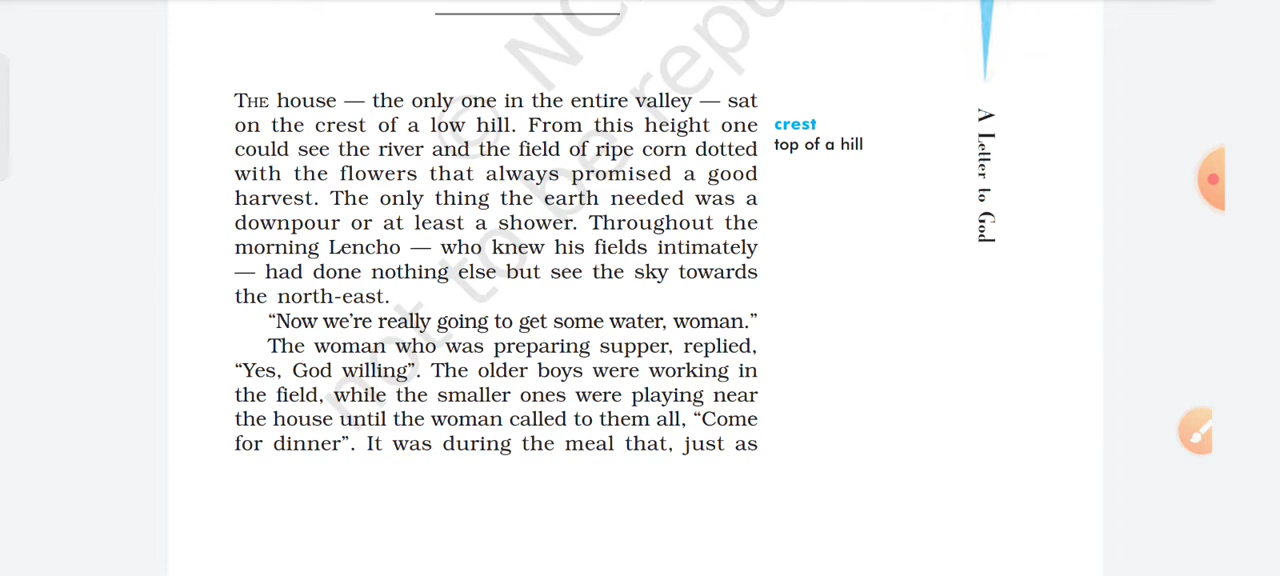 THE house — the only one in the entire valley — sat
on the crest of a low hill. From this height one
could see the river and the field of ripe corn dotted
with the flowers that always promised a good
harvest. The only thing the earth needed was a
downpour or at least a shower. Throughout the
morning Lencho — who knew his fields intimately
— had done nothing else but see the sky towards
the north-east.
“Now we’re really going to get some water, woman.”
The woman who was preparing supper, replied,
“Yes, God willing”. The older boys were working in
the field, while the smaller ones were playing near
the house until the woman called to them all, “Come
for dinner”. It was during the meal that, just as
crest
top of a hill
A Letter to God
© NC
not to be repu